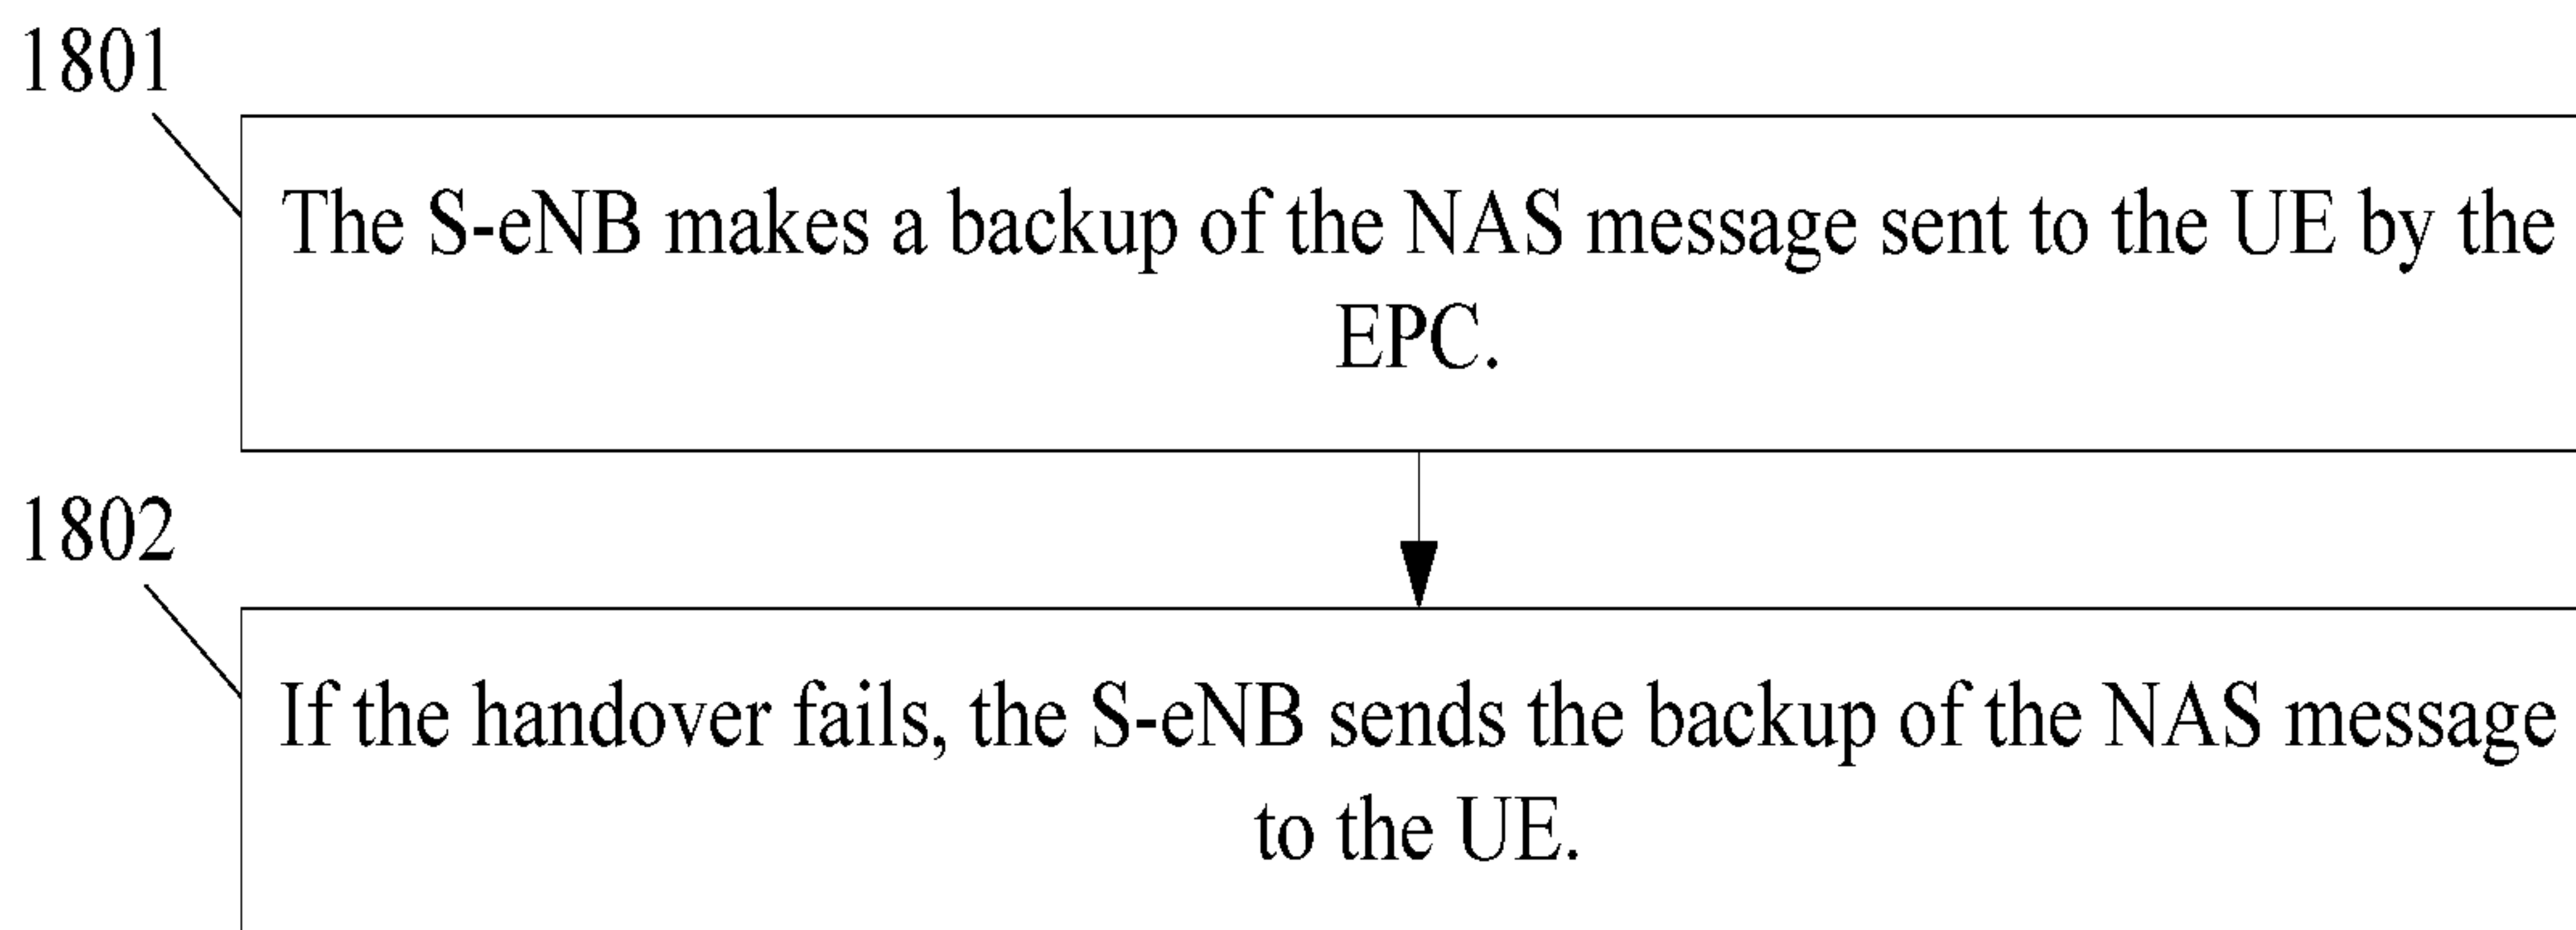 1801
The S-eNB makes a backup of the NAS message sent to the UE by the
EPC.
1802
If the handover fails, the S-eNB sends the backup of the NAS message
to the UE.